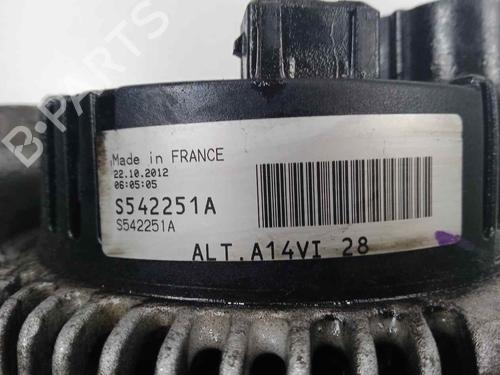 B-PARTS
Made in FRANCE
22.10.2012
06:05:05
S542251A
S542251A
ALT.A14VI 28